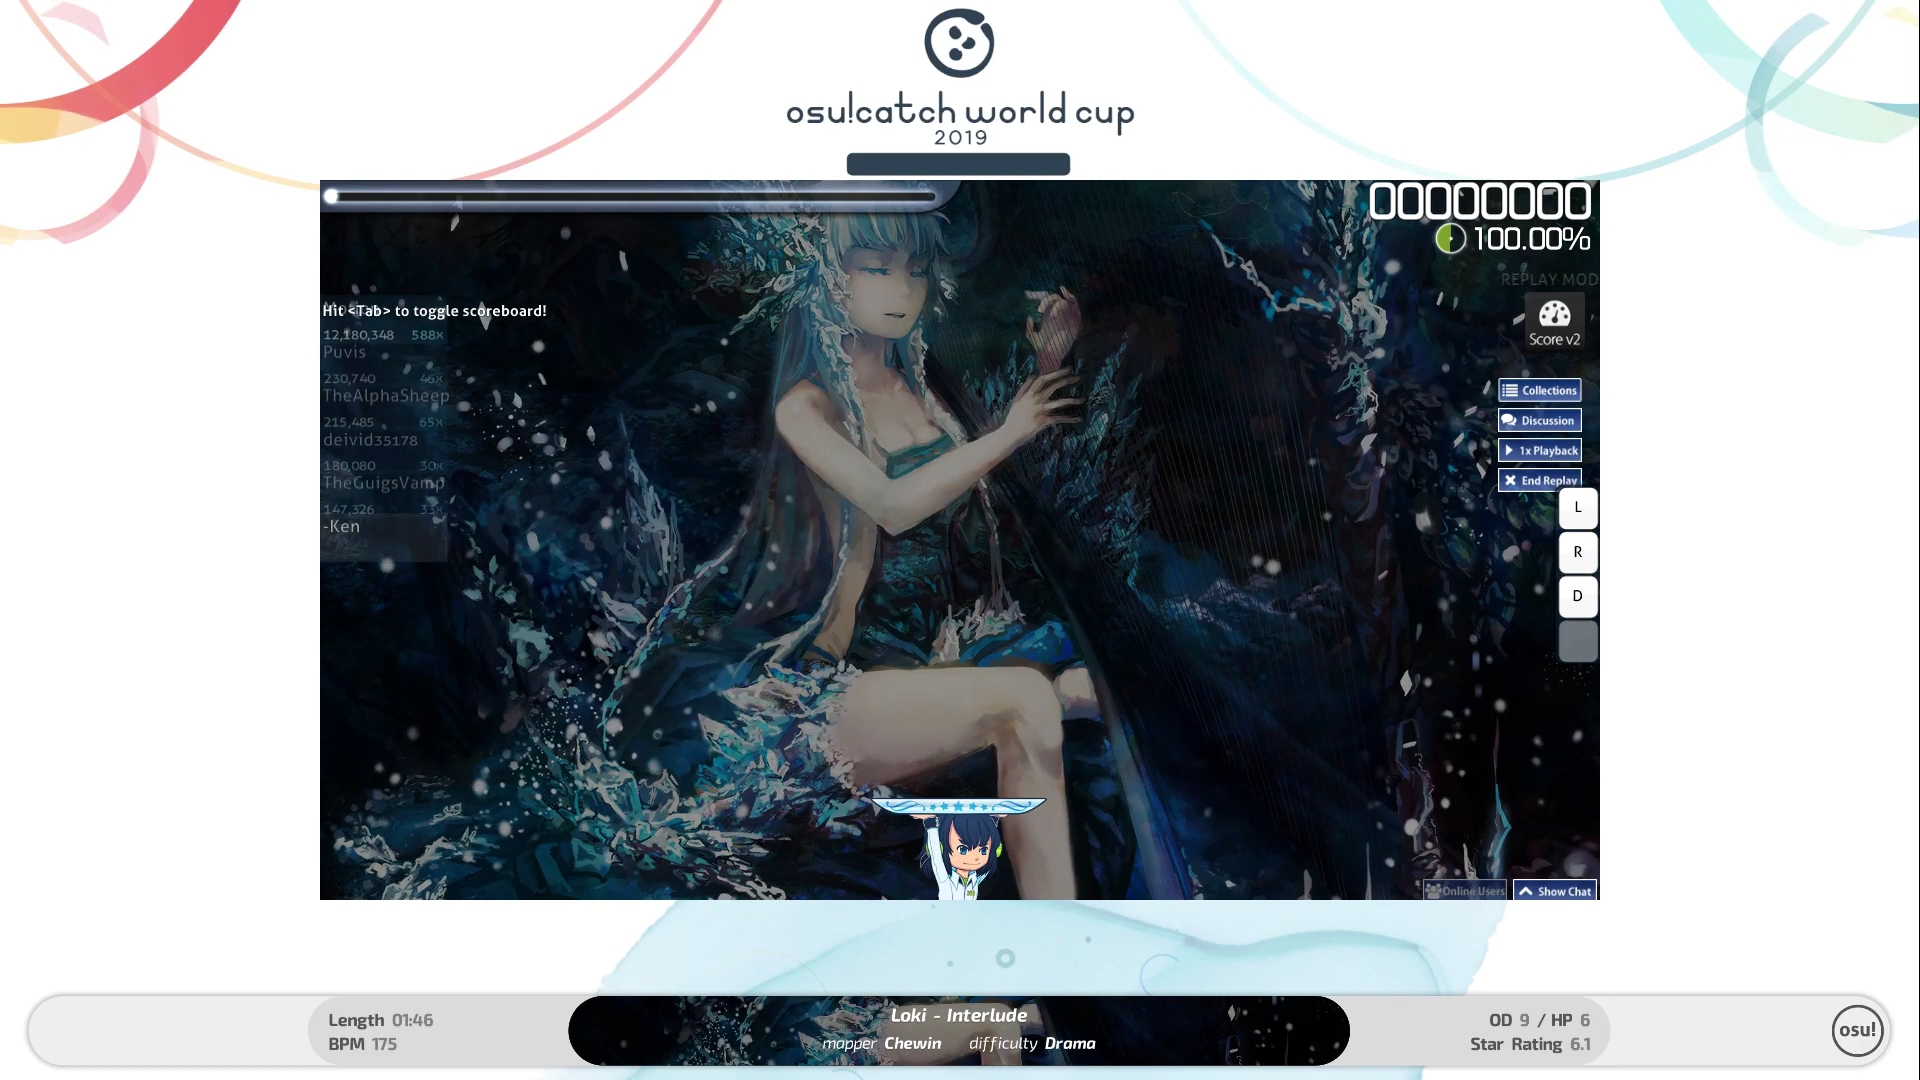 osu!catch world cup
2019
00000000
100.00%
REPLAY MOD
Score v2
Hit <Tab> to toggle scoreboard!
12,180,348 588x
Puvis
230,740 46x
TheAlphaSheep
215,485 65x
deivid35178
180,080 30x
TheGuigsVamp
147,326 33x
-Ken
Collections
Discussion
1x Playback
End Replay
L
R
D
Online Users
Show Chat
Length 01:46
BPM 175
Loki - Interlude
mapper Chewin difficulty Drama
OD 9 / HP 6
Star Rating 6.1
osu!